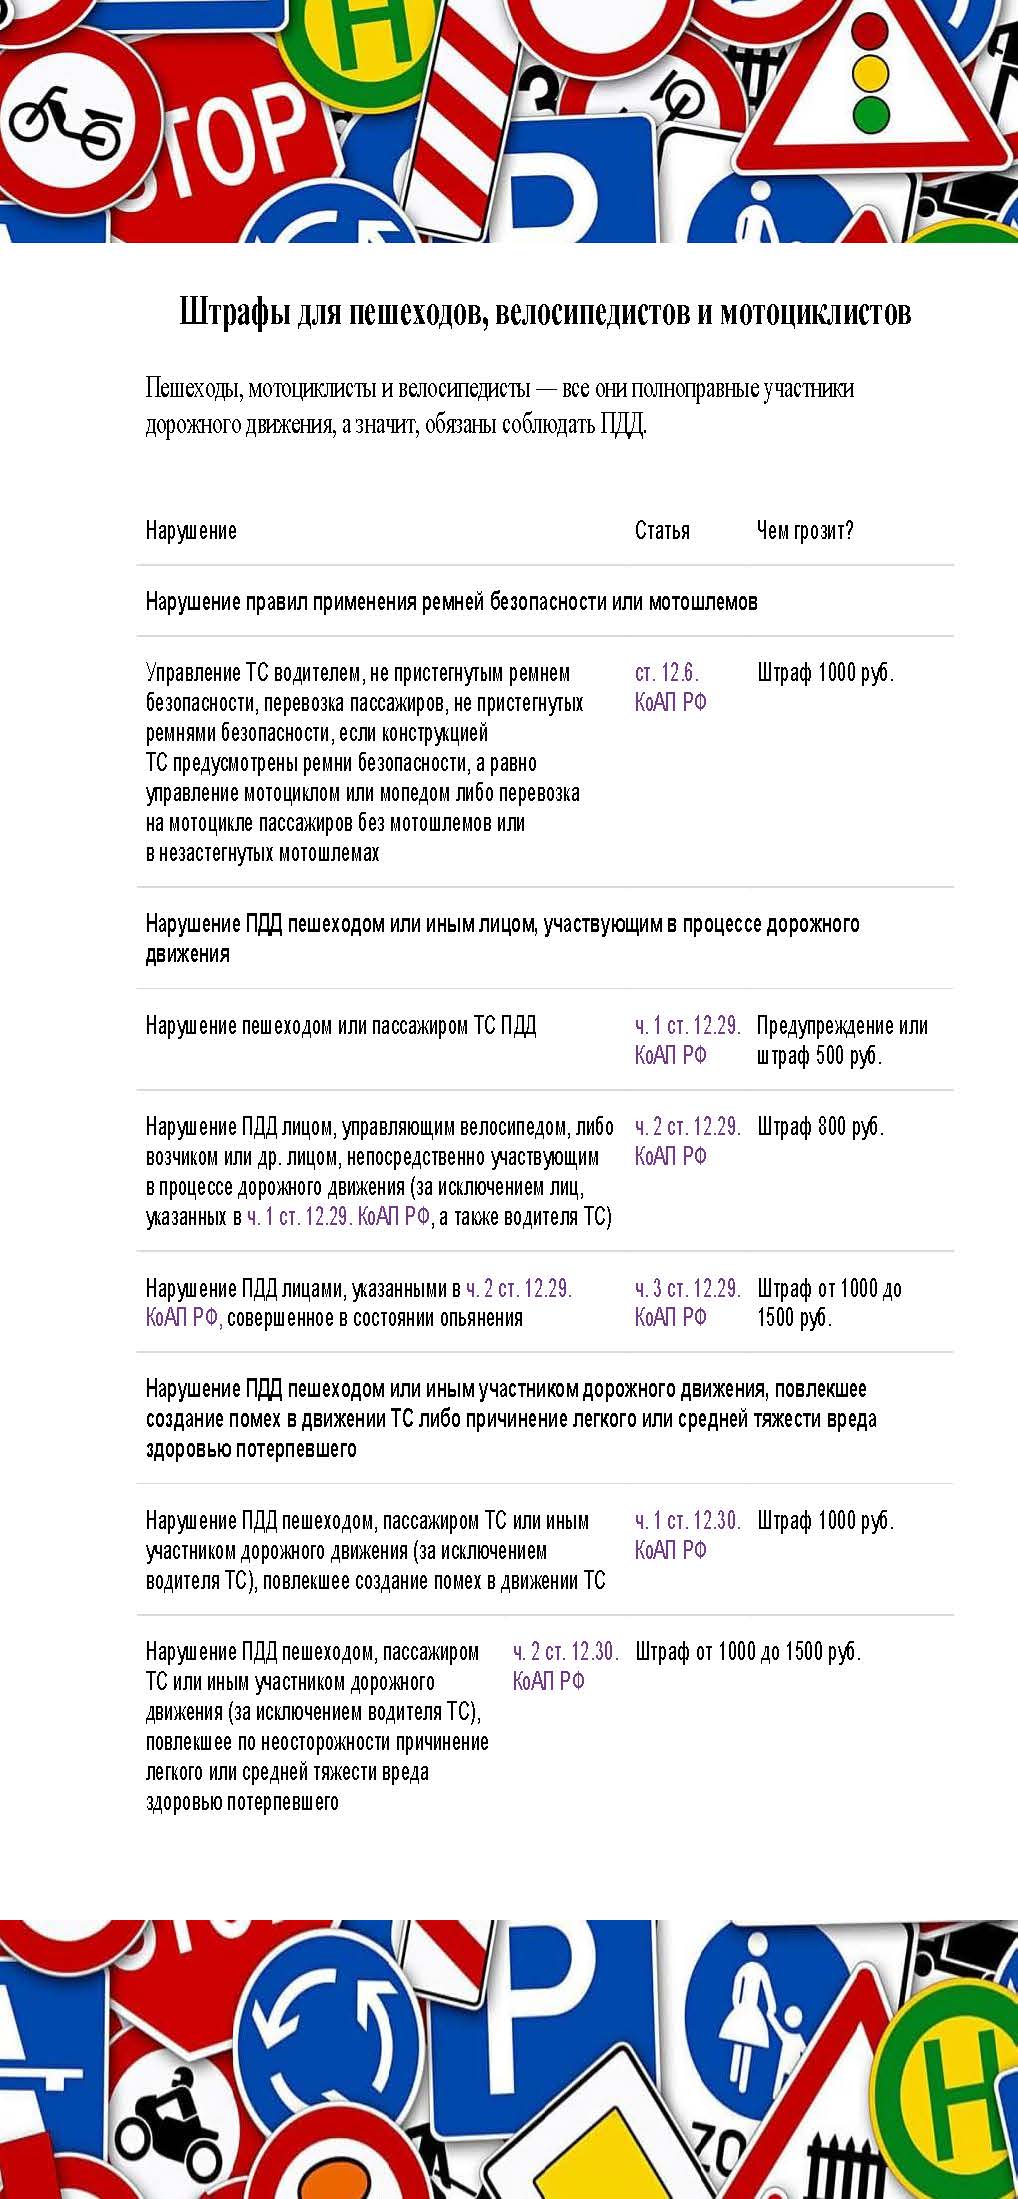 STOP
H
P
Штрафы для пешеходов, велосипедистов и мотоциклистов
Пешеходы, мотоциклисты и велосипедисты — все они полноправные участники
дорожного движения, а значит, обязаны соблюдать ПДД.
Нарушение Статья Чем грозит?
Нарушение правил применения ремней безопасности или мотошлемов
Управление ТС водителем, не пристегнутым ремнем ст. 12.6. Штраф 1000 руб.
безопасности, перевозка пассажиров, не пристегнутых КоАП РФ
ремнями безопасности, если конструкцией
ТС предусмотрены ремни безопасности, а равно
управление мотоциклом или мопедом либо перевозка
на мотоцикле пассажиров без мотошлемов или
в незастегнутых мотошлемах
Нарушение ПДД пешеходом или иным лицом, участвующим в процессе дорожного
движения
Нарушение пешеходом или пассажиром ТС ПДД ч. 1 ст. 12.29. Предупреждение или
КоАП РФ штраф 500 руб.
Нарушение ПДД лицом, управляющим велосипедом, либо ч. 2 ст. 12.29. Штраф 800 руб.
возчиком или др. лицом, непосредственно участвующим КоАП РФ
в процессе дорожного движения (за исключением лиц,
указанных в ч. 1 ст. 12.29. КоАП РФ, а также водителя ТС)
Нарушение ПДД лицами, указанными в ч. 2 ст. 12.29. ч. 3 ст. 12.29. Штраф от 1000 до
КоАП РФ, совершенное в состоянии опьянения КоАП РФ 1500 руб.
Нарушение ПДД пешеходом или иным участником дорожного движения, повлекшее
создание помех в движении ТС либо причинение легкого или средней тяжести вреда
здоровью потерпевшего
Нарушение ПДД пешеходом, пассажиром ТС или иным ч. 1 ст. 12.30. Штраф 1000 руб.
участником дорожного движения (за исключением КоАП РФ
водителя ТС), повлекшее создание помех в движении ТС
Нарушение ПДД пешеходом, пассажиром ч. 2 ст. 12.30. Штраф от 1000 до 1500 руб.
ТС или иным участником дорожного КоАП РФ
движения (за исключением водителя ТС),
повлекшее по неосторожности причинение
легкого или средней тяжести вреда
здоровью потерпевшего
P
H